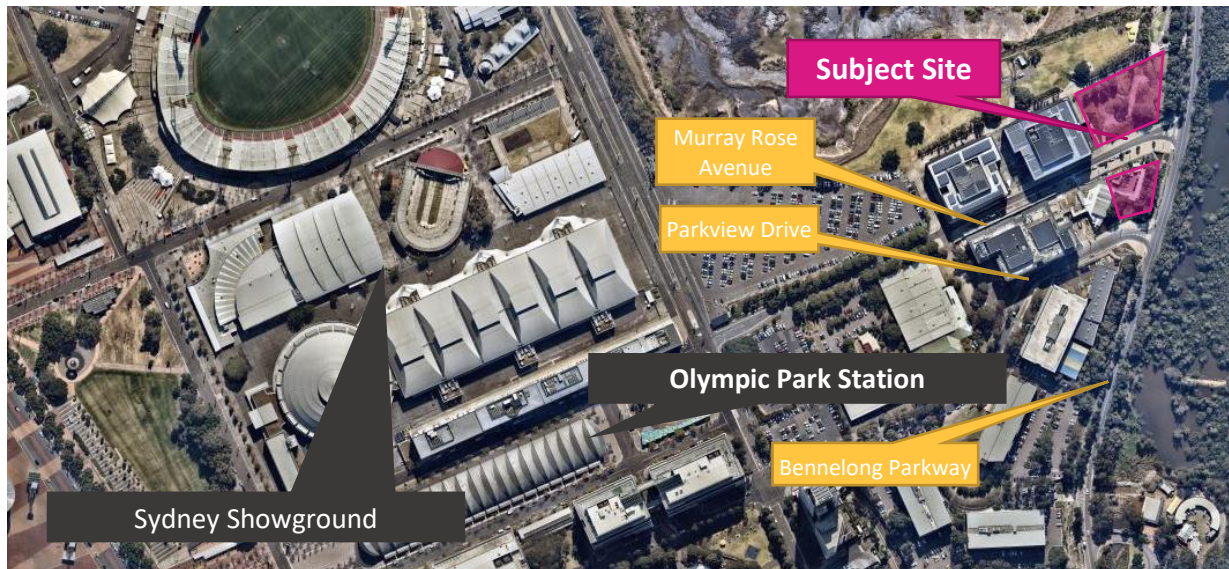 Subject Site
Murray Rose
Avenue
Parkview Drive
Olympic Park Station
Bennelong Parkway
Sydney Showground